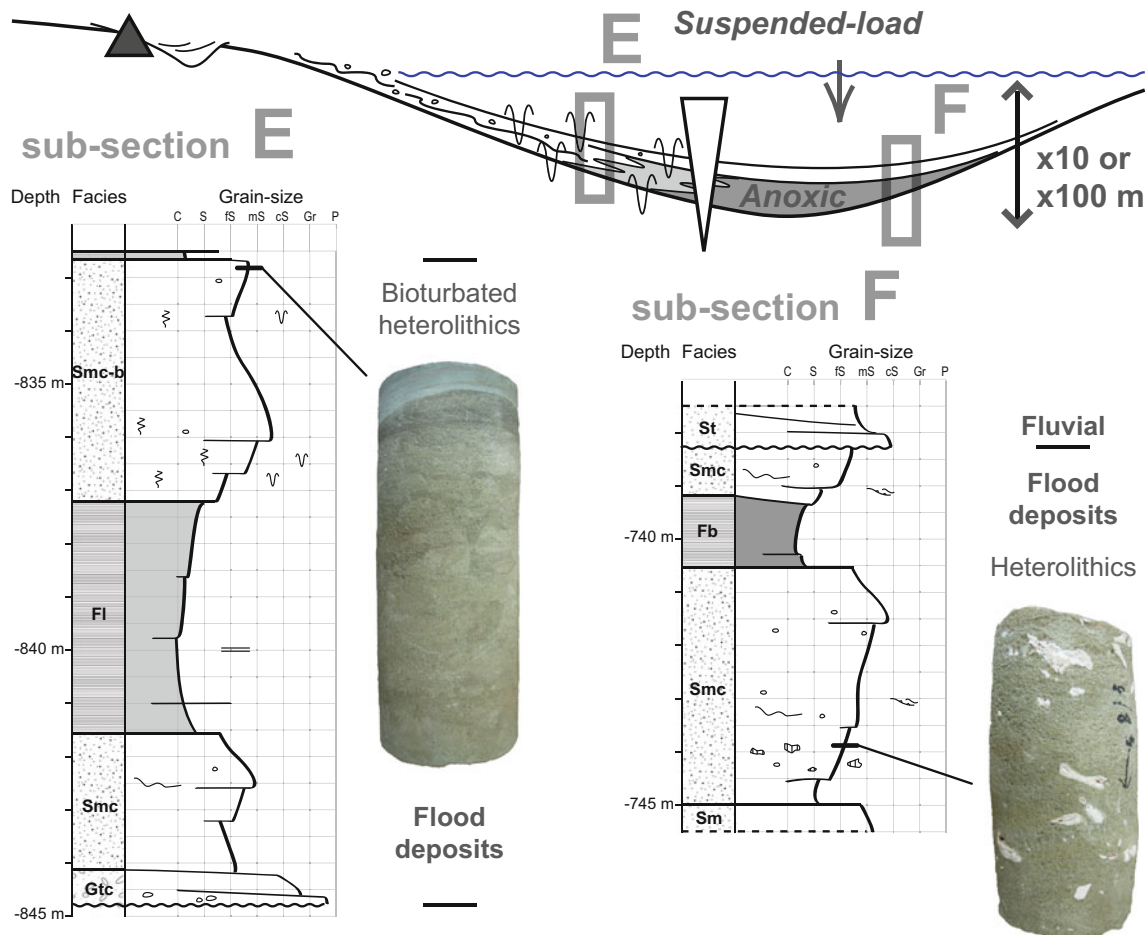 Suspended-load
E
F
x10 or
x100 m
Anoxic
sub-section E
Depth Facies Grain-size
C S fS mS cS Gr P
Smc-b
-835 m
Fl
-840 m
Smc
Gtc
-845 m
Bioturbated
heterolithics
Flood
deposits
sub-section F
Depth Facies Grain-size
C S fS mS cS Gr P
St
Smc
Fb
-740 m
Smc
-745 m
Sm
Fluvial
Flood
deposits
Heterolithics